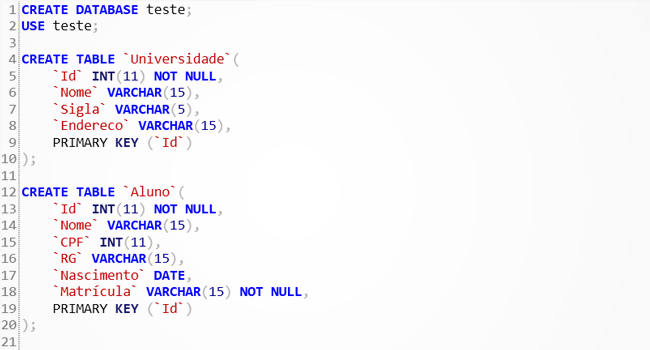 1 CREATE DATABASE teste;
2 USE teste;
3
4 CREATE TABLE `Universidade`(
5     `Id` INT(11) NOT NULL,
6     `Nome` VARCHAR(15),
7     `Sigla` VARCHAR(5),
8     `Endereco` VARCHAR(15),
9     PRIMARY KEY (`Id`)
10 );
11
12 CREATE TABLE `Aluno`(
13     `Id` INT(11) NOT NULL,
14     `Nome` VARCHAR(15),
15     `CPF` INT(11),
16     `RG` VARCHAR(15),
17     `Nascimento` DATE,
18     `Matrícula` VARCHAR(15) NOT NULL,
19     PRIMARY KEY (`Id`)
20 );
21